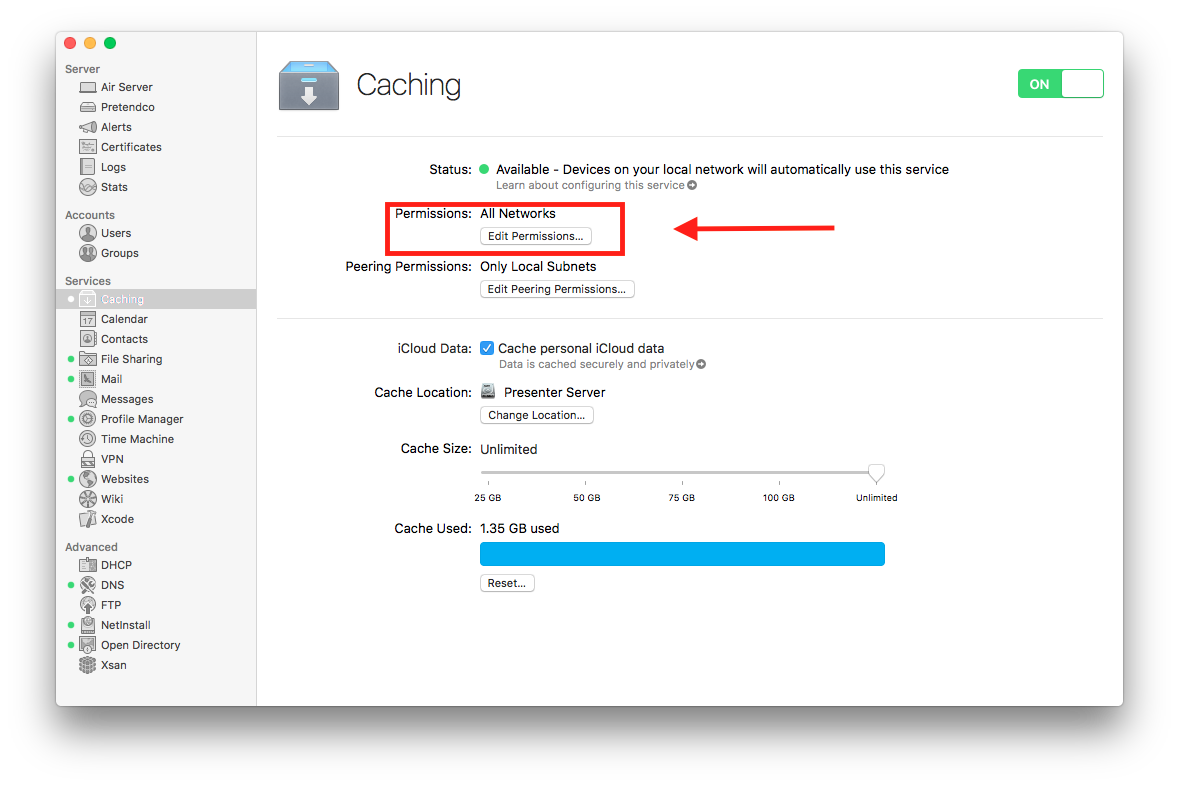 Server
Air Server
Pretendco
Alerts
Certificates
Logs
Stats
Accounts
Users
Groups
Services
Caching
17 Calendar
Contacts
File Sharing
Mail
Messages
Profile Manager
Time Machine
VPN
Websites
Wiki
Xcode
Advanced
DHCP
DNS
FTP
NetInstall
Open Directory
Xsan
Caching
ON
Status: Available - Devices on your local network will automatically use this service
Learn about configuring this service
Permissions: All Networks
Edit Permissions...
Peering Permissions: Only Local Subnets
Edit Peering Permissions...
iCloud Data: Cache personal iCloud data
Data is cached securely and privately
Cache Location: Presenter Server
Change Location...
Cache Size: Unlimited
25 GB 50 GB 75 GB 100 GB Unlimited
Cache Used: 1.35 GB used
Reset...